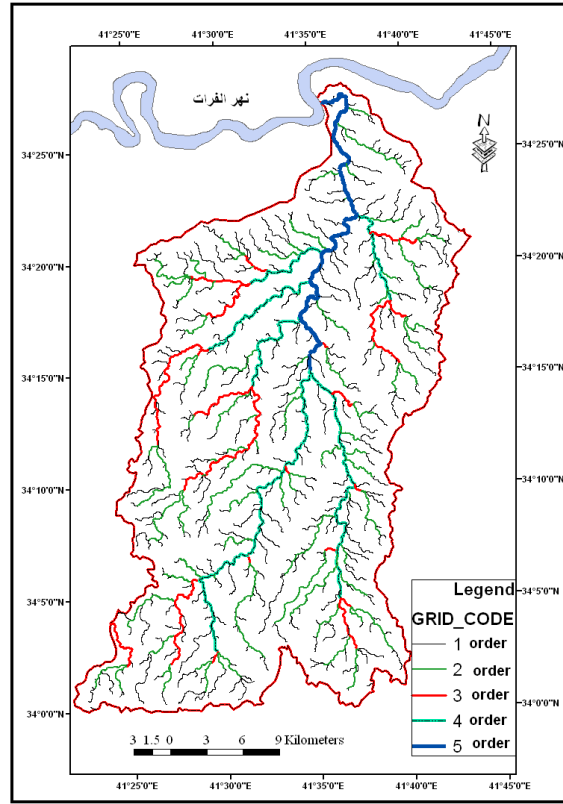 41°25'0"E 41°30'0"E 41°35'0"E 41°40'0"E
نهر الفرات
N
34°25'0"N 34°25'0"N
34°20'0"N 34°20'0"N
34°15'0"N 34°15'0"N
34°10'0"N 34°10'0"N
34°5'0"N 34°5'0"N
34°0'0"N 34°0'0"N
Legend
GRID_CODE
1 order
2 order
3 order
4 order
5 order
3 1.5 0 3 6 9 Kilometers
41°25'0"E 41°30'0"E 41°35'0"E 41°40'0"E 41°45'0"E